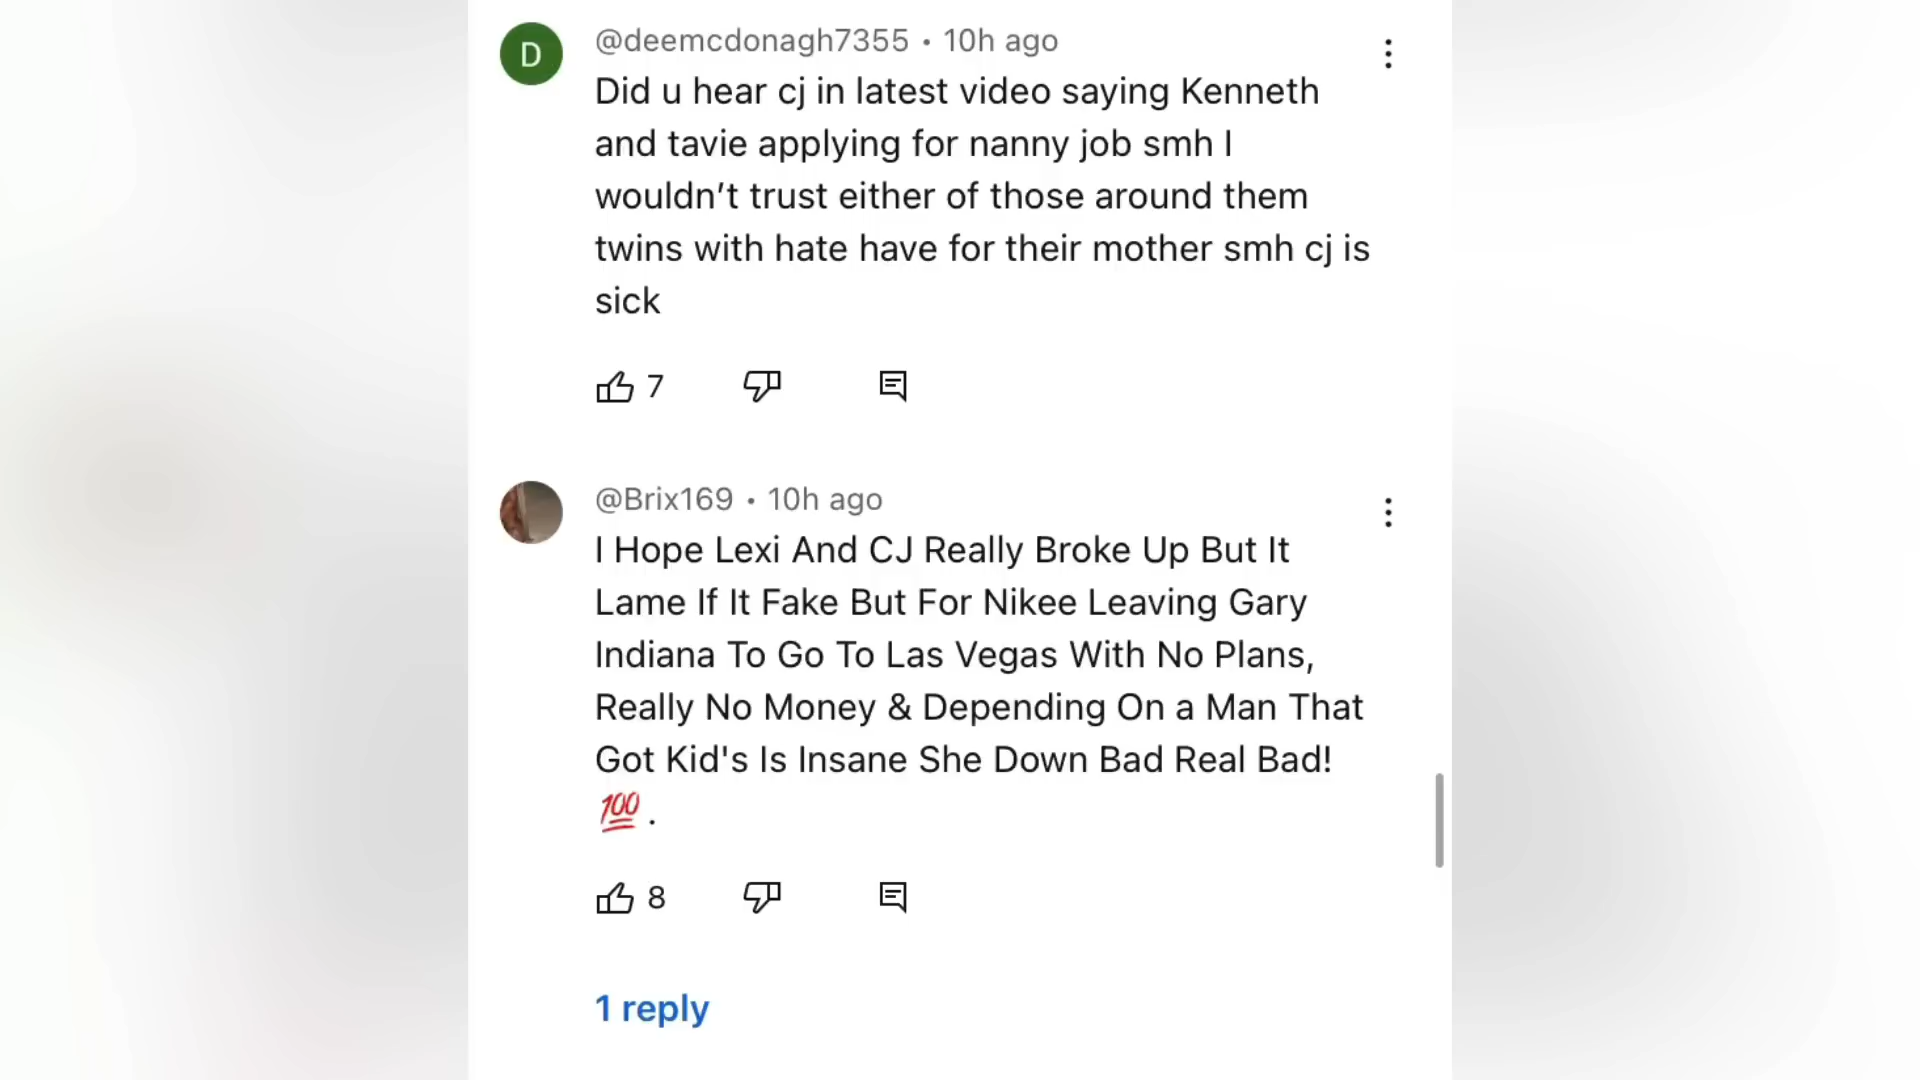 D
@deemcdonagh7355 • 10h ago
Did u hear cj in latest video saying Kenneth
and tavie applying for nanny job smh I
wouldn’t trust either of those around them
twins with hate have for their mother smh cj is
sick
7
@Brix169 • 10h ago
I Hope Lexi And CJ Really Broke Up But It
Lame If It Fake But For Nikee Leaving Gary
Indiana To Go To Las Vegas With No Plans,
Really No Money & Depending On a Man That
Got Kid's Is Insane She Down Bad Real Bad!
💯 .
8
1 reply